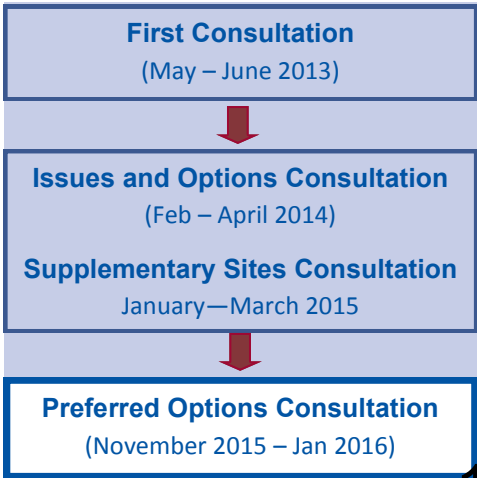 First Consultation
(May – June 2013)
Issues and Options Consultation
(Feb – April 2014)
Supplementary Sites Consultation
January—March 2015
Preferred Options Consultation
(November 2015 – Jan 2016)